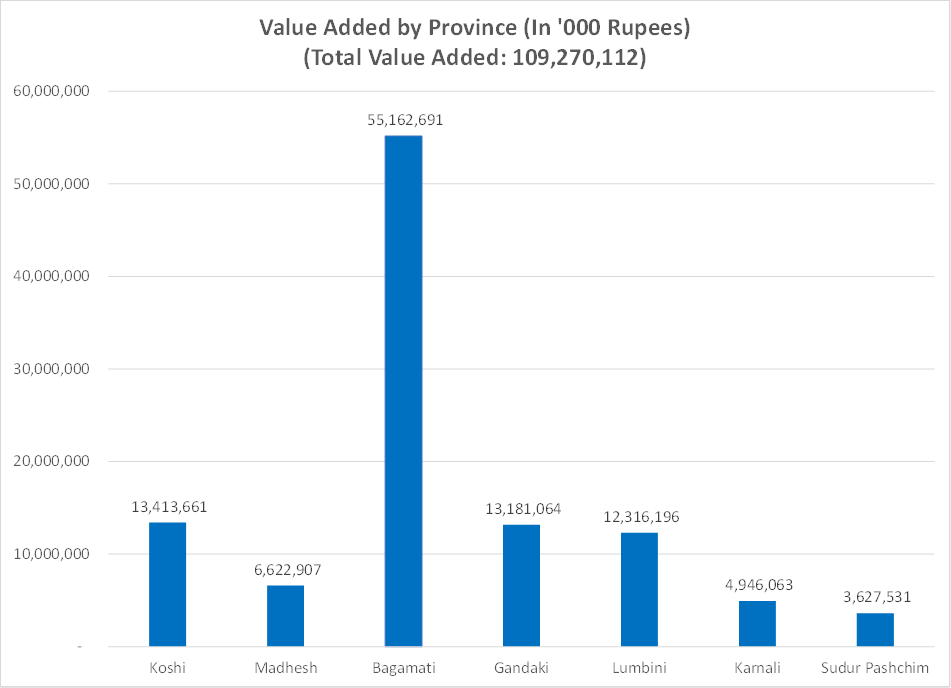 Value Added by Province (In '000 Rupees)
(Total Value Added: 109,270,112)
60,000,000
50,000,000
40,000,000
30,000,000
20,000,000
10,000,000
-
13,413,661
6,622,907
55,162,691
13,181,064
12,316,196
4,946,063
3,627,531
Koshi
Madhesh
Bagamati
Gandaki
Lumbini
Karnali
Sudur Pashchim